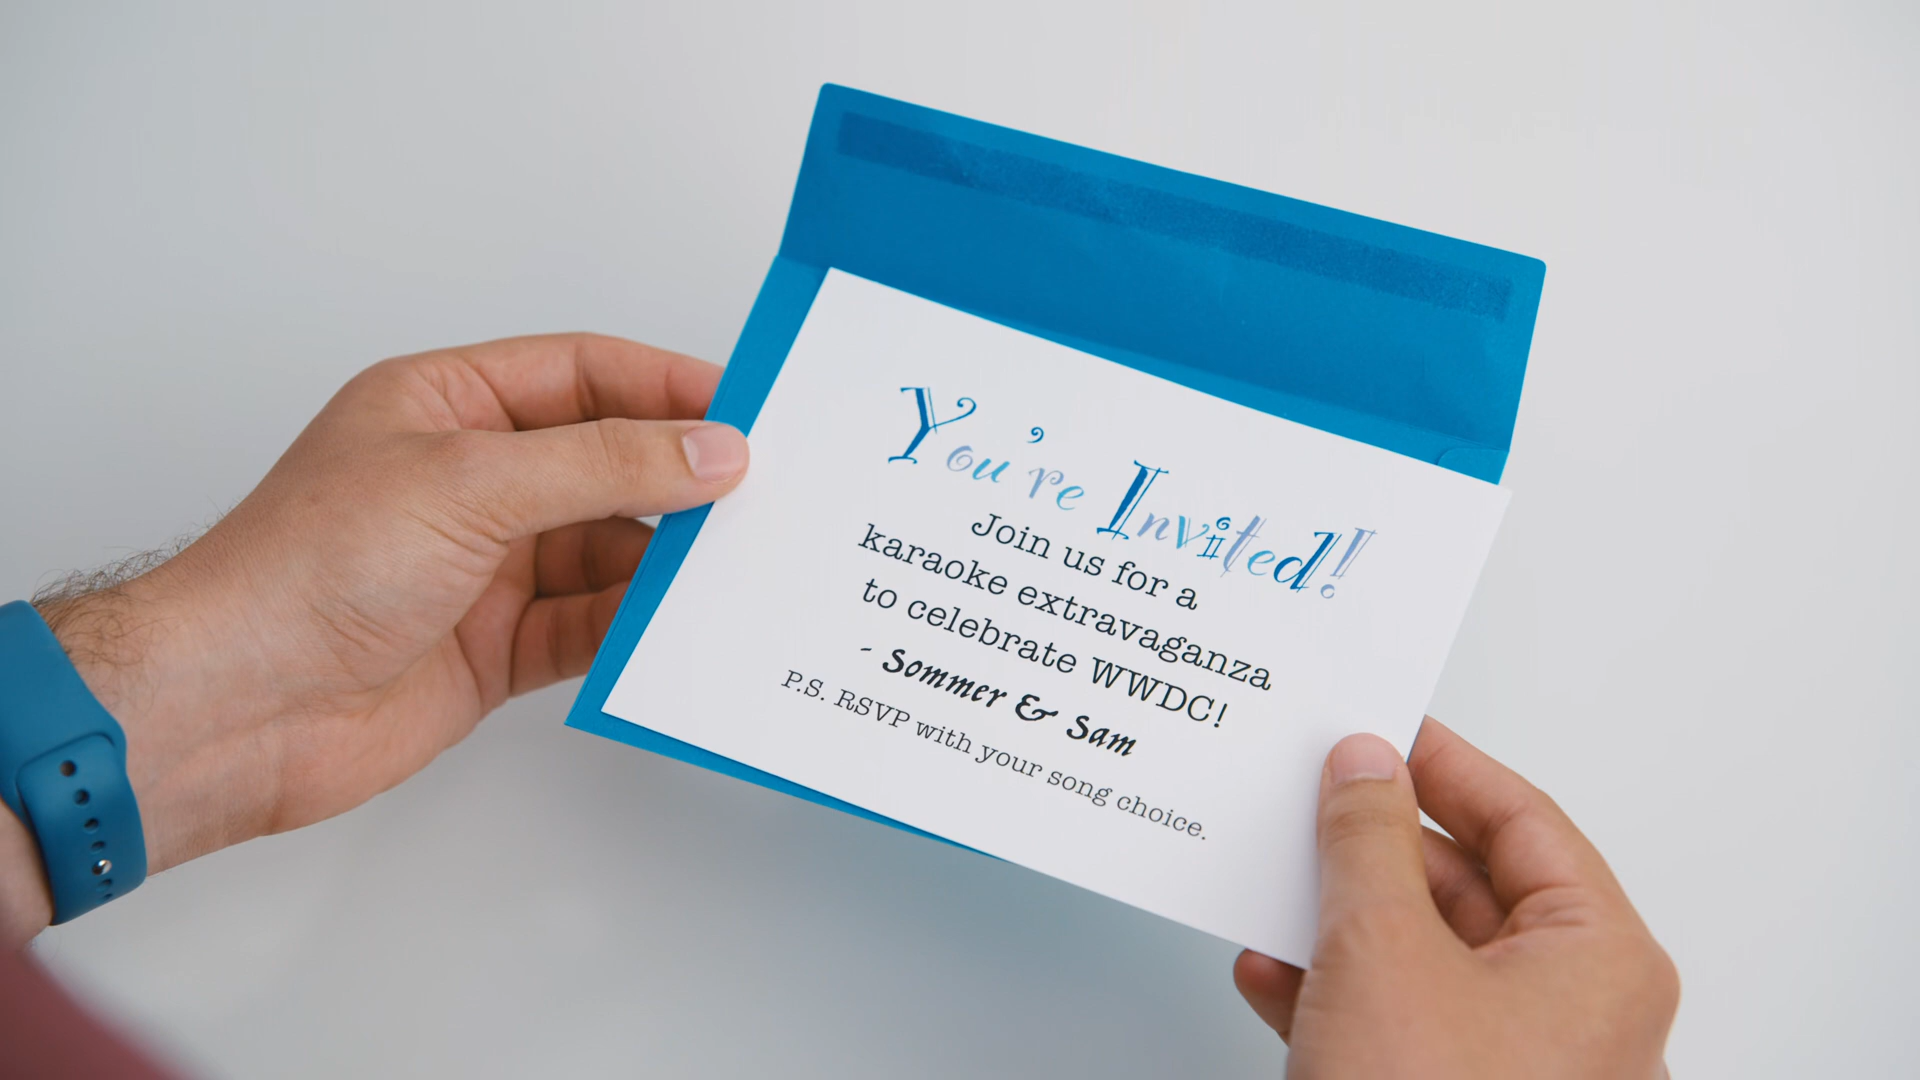 You're Invited!
Join us for a
karaoke extravaganza
to celebrate WWDC!
- Sommer & Sam
P.S. RSVP with your song choice.